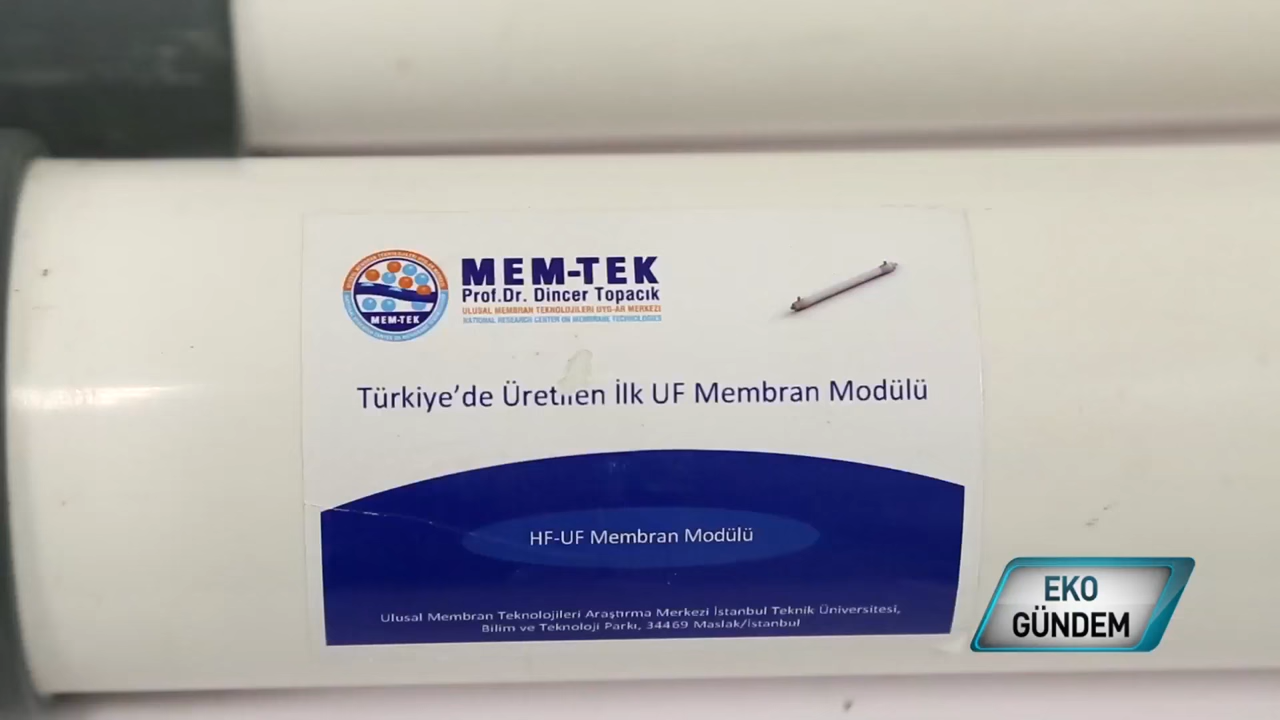 MEM-TEK
MEM-TEK
Prof.Dr. Dincer Topacık
ULUSAL MEMBRAN TEKNOLOJİLERİ UYG-AR MERKEZİ
NATIONAL RESEARCH CENTER ON MEMBRANE TECHNOLOGIES
Türkiye'de Üretilen İlk UF Membran Modülü
HF-UF Membran Modülü
Ulusal Membran Teknolojileri Araştırma Merkezi İstanbul Teknik Üniversitesi,
Bilim ve Teknoloji Parkı, 34469 Maslak/İstanbul
EKO
GÜNDEM